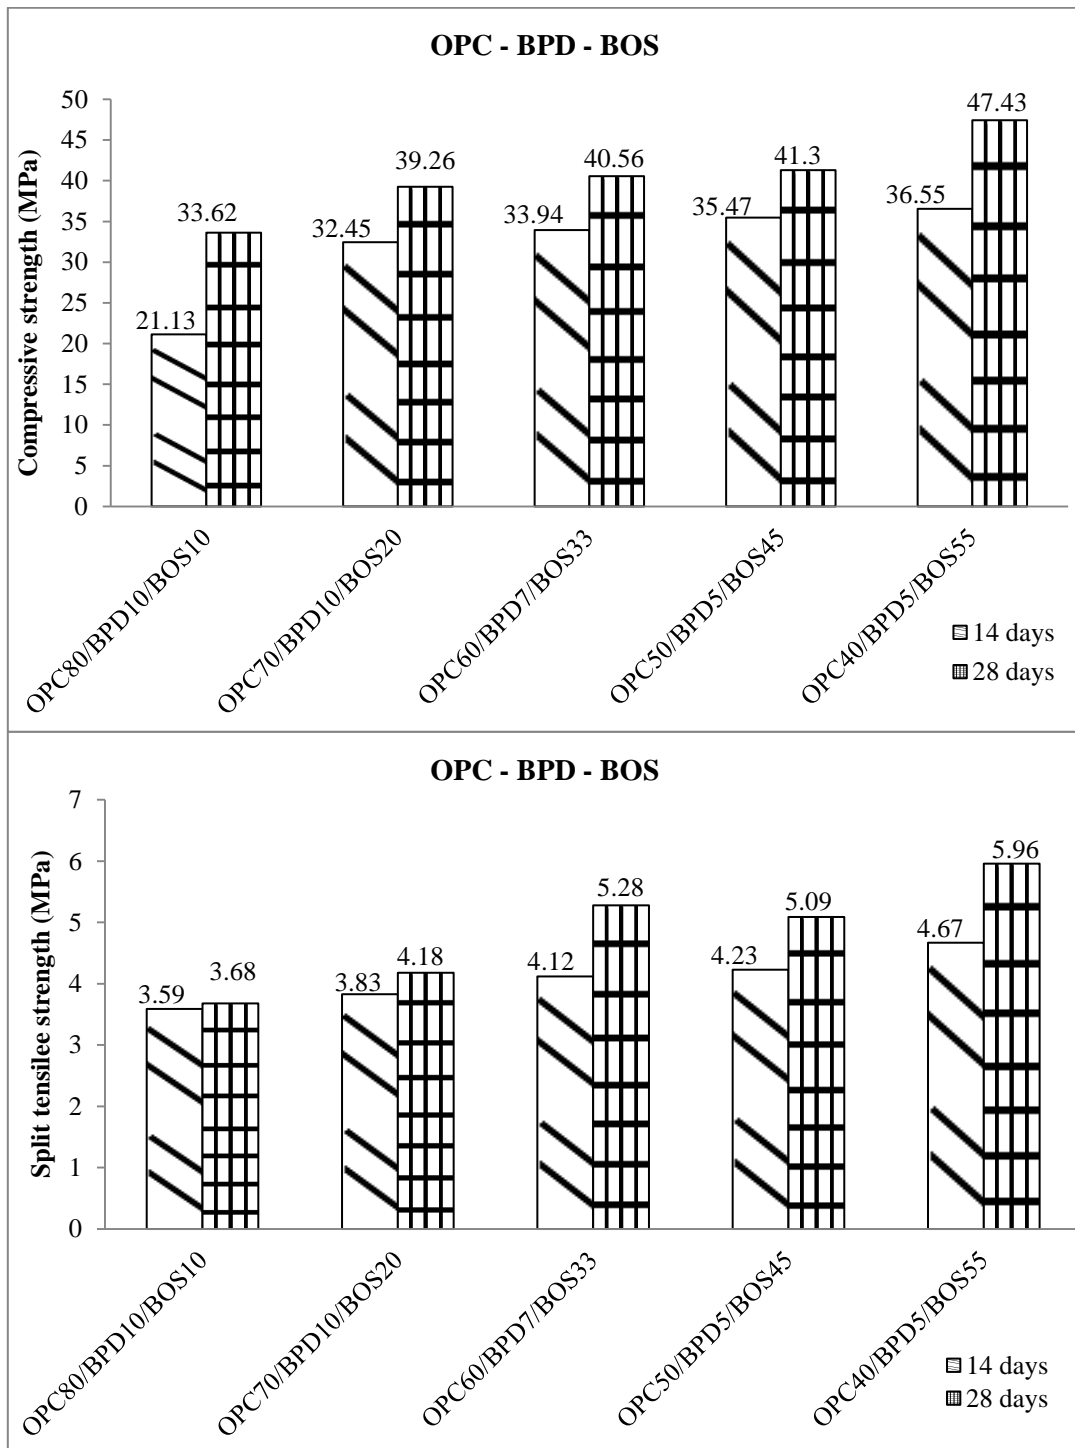 OPC - BPD - BOS
Compressive strength (MPa)
50
45
40
35
30
25
20
15
10
5
0
21.13
33.62
32.45
39.26
33.94
40.56
35.47
41.3
36.55
47.43
OPC80/BPD10/BOS10
OPC70/BPD10/BOS20
OPC60/BPD7/BOS33
OPC50/BPD5/BOS45
OPC40/BPD5/BOS55
14 days
28 days
OPC - BPD - BOS
Split tensilee strength (MPa)
7
6
5
4
3
2
1
0
3.59
3.68
3.83
4.18
4.12
5.28
4.23
5.09
4.67
5.96
OPC80/BPD10/BOS10
OPC70/BPD10/BOS20
OPC60/BPD7/BOS33
OPC50/BPD5/BOS45
OPC40/BPD5/BOS55
14 days
28 days